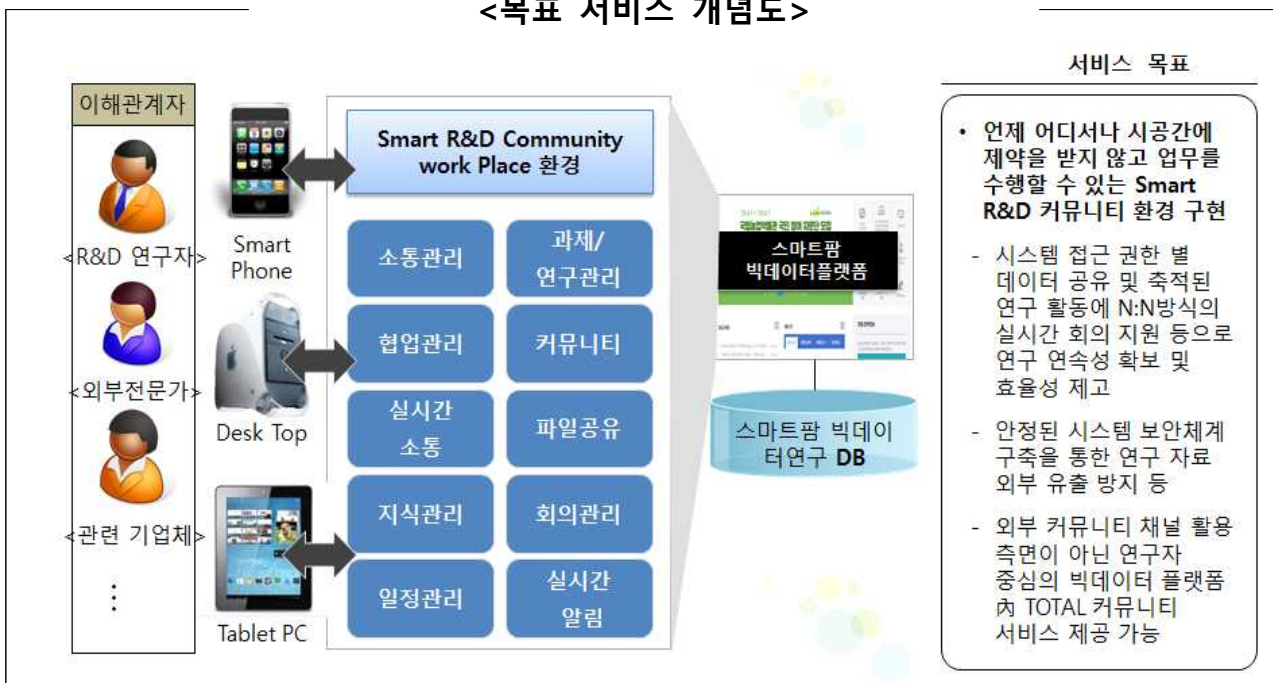 <목표 서비스 개념도>
이해관계자
<R&D 연구자>
<외부전문가>
<관련 기업체>
⋮
Smart
Phone
Desk Top
Tablet PC
Smart R&D Community
work Place 환경
소통관리
과제/
연구관리
협업관리
커뮤니티
실시간
소통
파일공유
지식관리
회의관리
일정관리
실시간
알림
스마트팜
빅데이터플랫폼
스마트팜 빅데이
터연구 DB
서비스 목표
• 언제 어디서나 시공간에
제약을 받지 않고 업무를
수행할 수 있는 Smart
R&D 커뮤니티 환경 구현
- 시스템 접근 권한 별
데이터 공유 및 축적된
연구 활동에 N:N방식의
실시간 회의 지원 등으로
연구 연속성 확보 및
효율성 제고
- 안정된 시스템 보안체계
구축을 통한 연구 자료
외부 유출 방지 등
- 외부 커뮤니티 채널 활용
측면이 아닌 연구자
중심의 빅데이터 플랫폼
內 TOTAL 커뮤니티
서비스 제공 가능